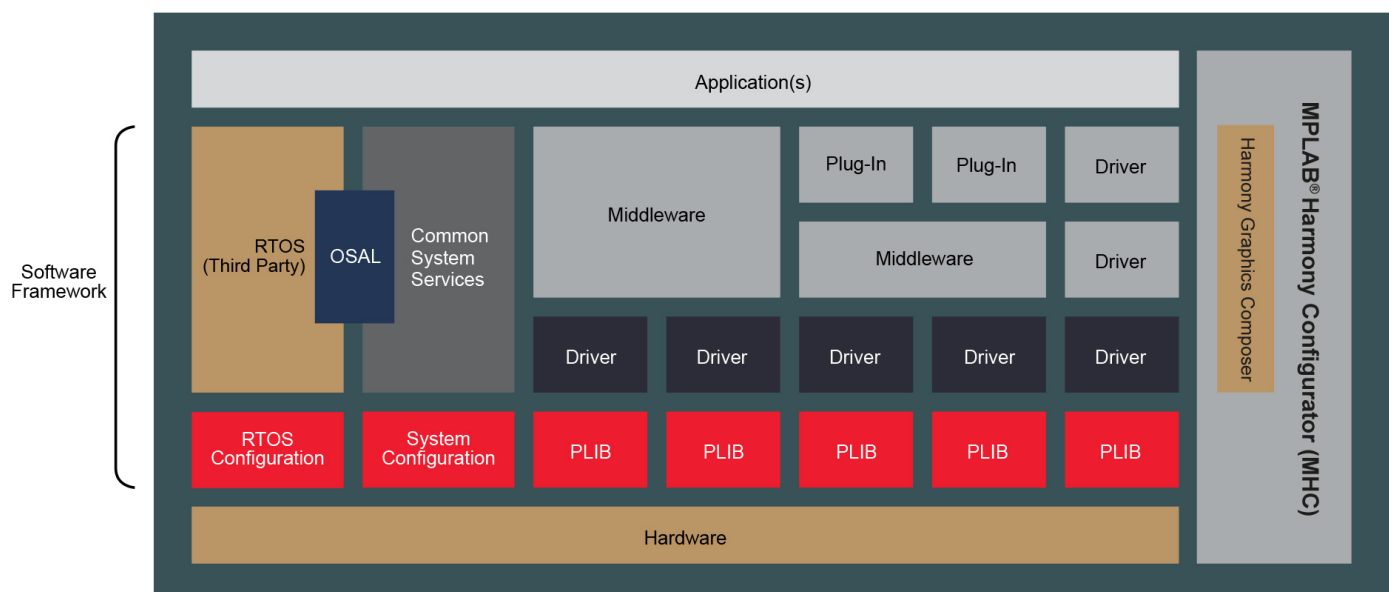 Application(s)
Software
Framework
RTOS
(Third Party)
OSAL
Common
System
Services
Middleware
Plug-In
Plug-In
Driver
Middleware
Driver
Driver
Driver
Driver
Driver
Driver
RTOS
Configuration
System
Configuration
PLIB
PLIB
PLIB
PLIB
PLIB
Hardware
Harmony Graphics Composer
MPLAB® Harmony Configurator (MHC)